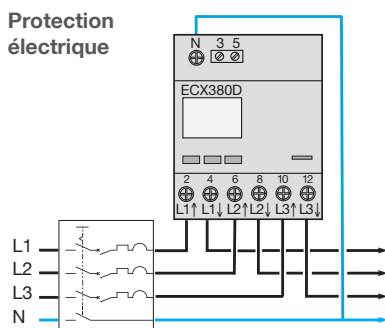 Protection
électrique
N 3 5
ECX380D
2 4 6 8 10 12
L1↑ L1↓ L2↑ L2↓ L3↑ L3↓
L1
L2
L3
N